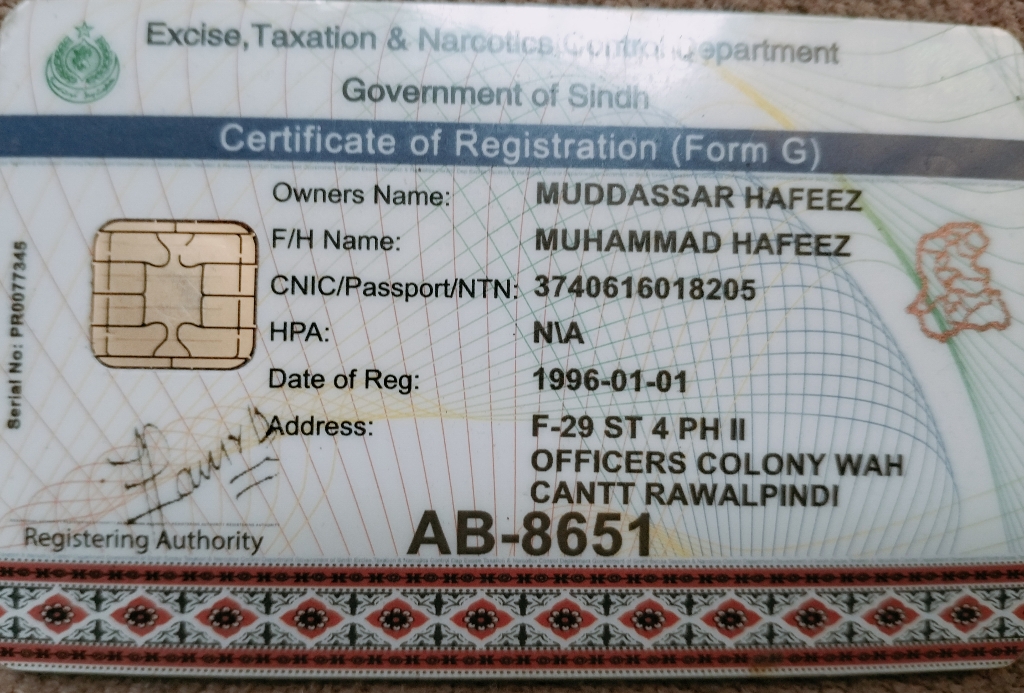 Excise, Taxation & Narcotics Control Department
Government of Sindh
Certificate of Registration (Form G)
Owners Name: MUDDASSAR HAFEEZ
F/H Name: MUHAMMAD HAFEEZ
CNIC/Passport/NTN: 3740616018205
HPA: N\A
Date of Reg: 1996-01-01
Address: F-29 ST 4 PH II
OFFICERS COLONY WAH
CANTT RAWALPINDI
AB-8651
Registering Authority
Serial No: PR0077345